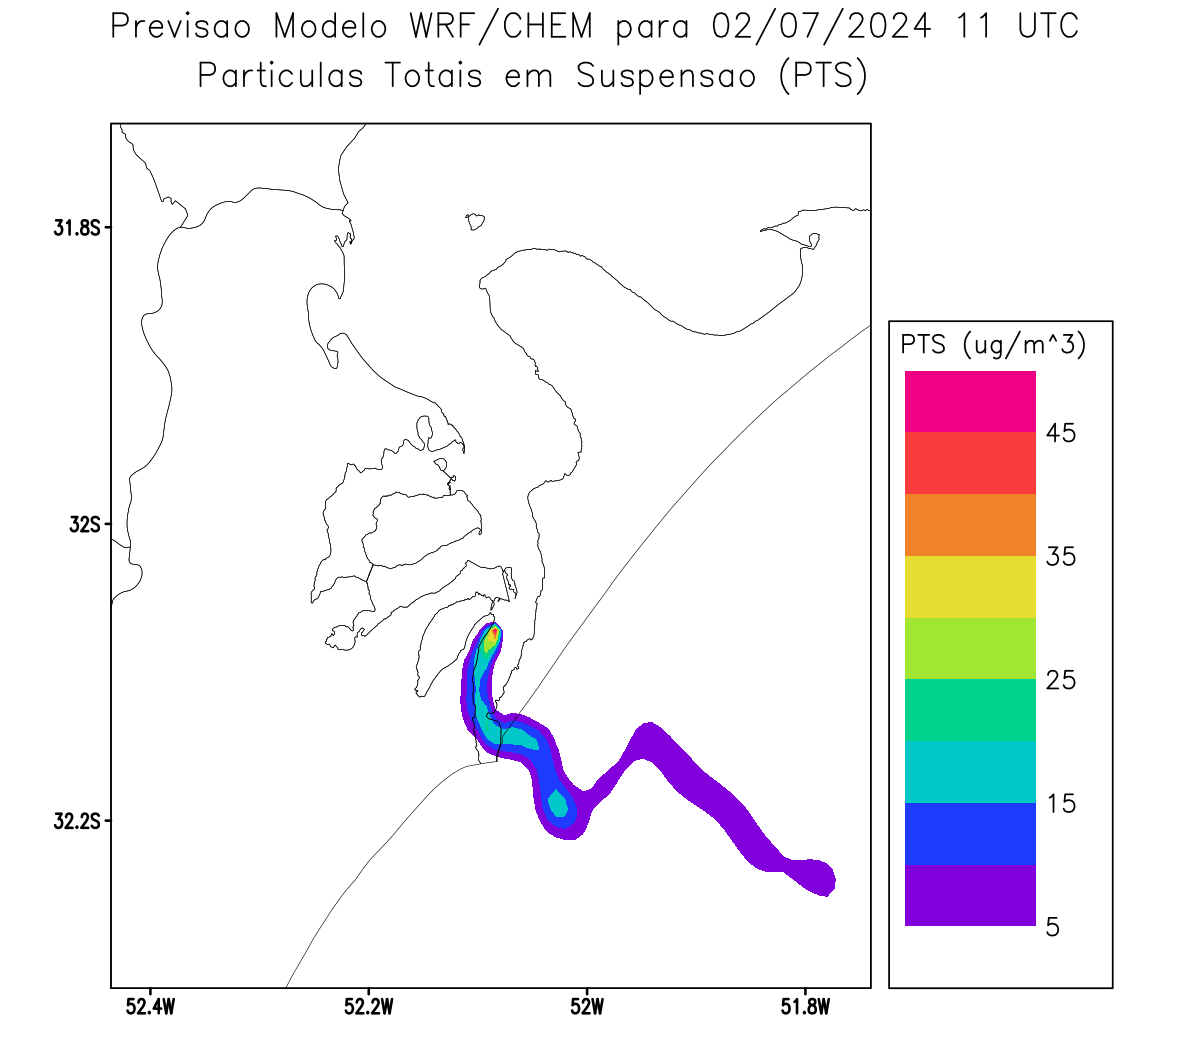 Previsao Modelo WRF/CHEM para 02/07/2024 11 UTC
Particulas Totais em Suspensao (PTS)
31.8S
32S
32.2S
52.4W
52.2W
52W
51.8W
PTS (ug/m^3)
45
35
25
15
5